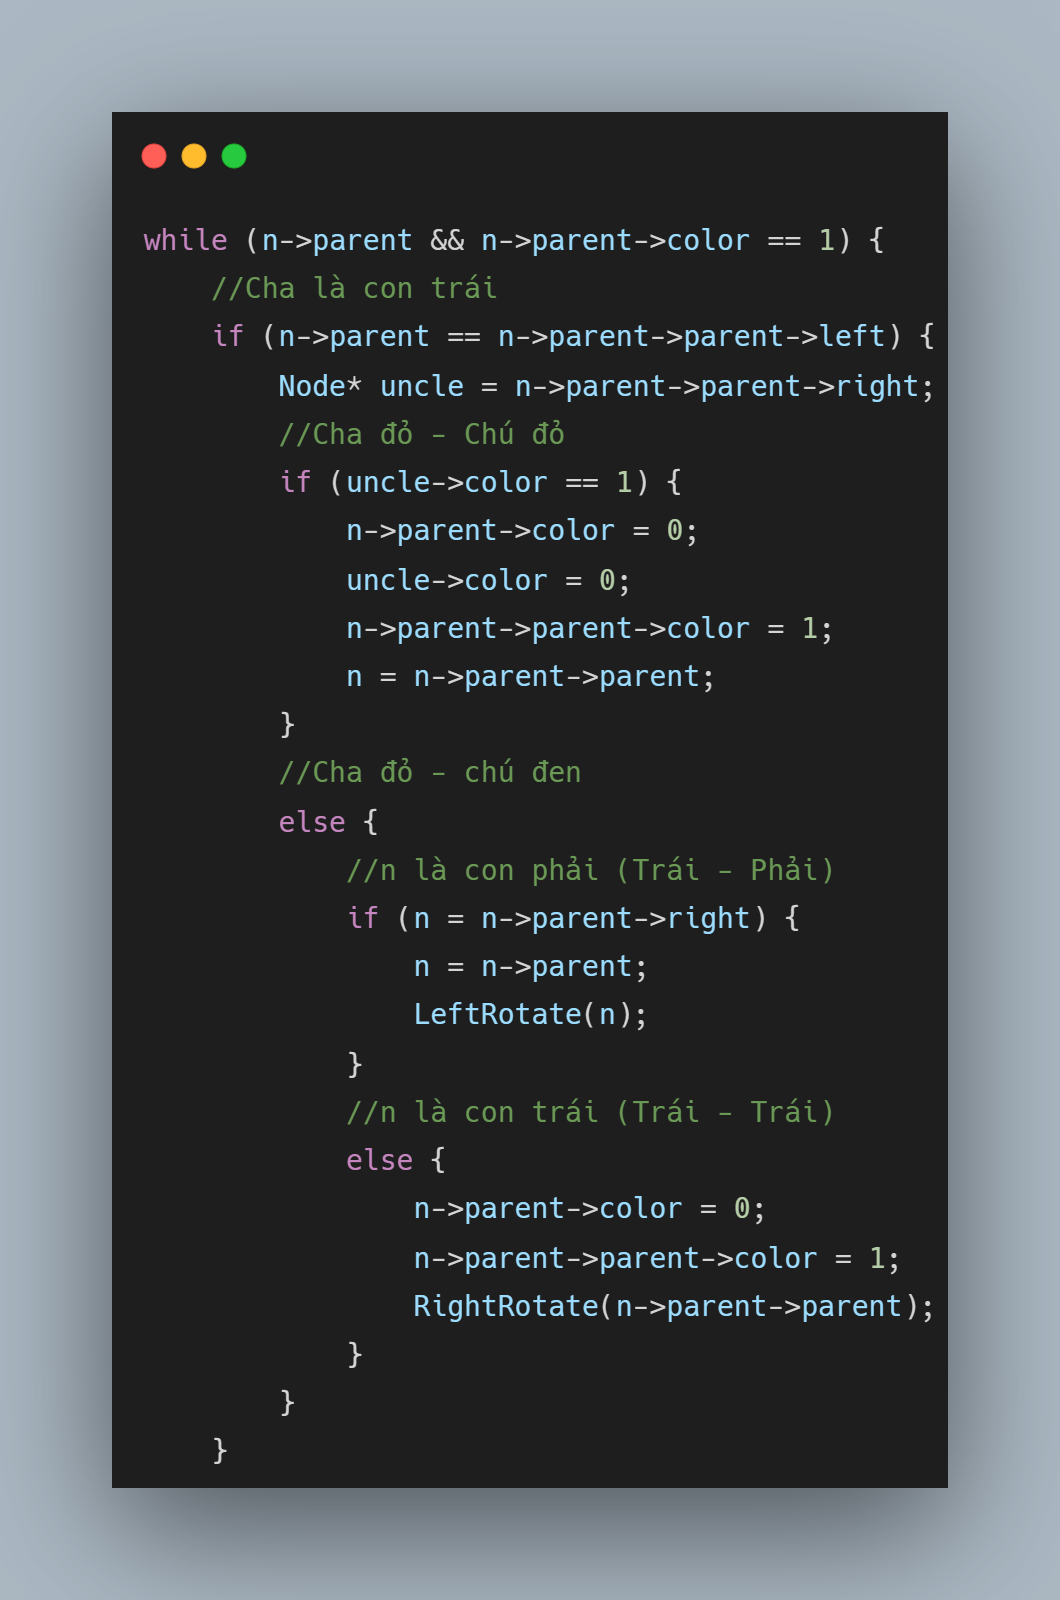 while (n->parent && n->parent->color == 1) {
    //Cha là con trái
    if (n->parent == n->parent->parent->left) {
        Node* uncle = n->parent->parent->right;
        //Cha đỏ - Chú đỏ
        if (uncle->color == 1) {
            n->parent->color = 0;
            uncle->color = 0;
            n->parent->parent->color = 1;
            n = n->parent->parent;
        }
        //Cha đỏ - chú đen
        else {
            //n là con phải (Trái - Phải)
            if (n = n->parent->right) {
                n = n->parent;
                LeftRotate(n);
            }
            //n là con trái (Trái - Trái)
            else {
                n->parent->color = 0;
                n->parent->parent->color = 1;
                RightRotate(n->parent->parent);
            }
        }
    }